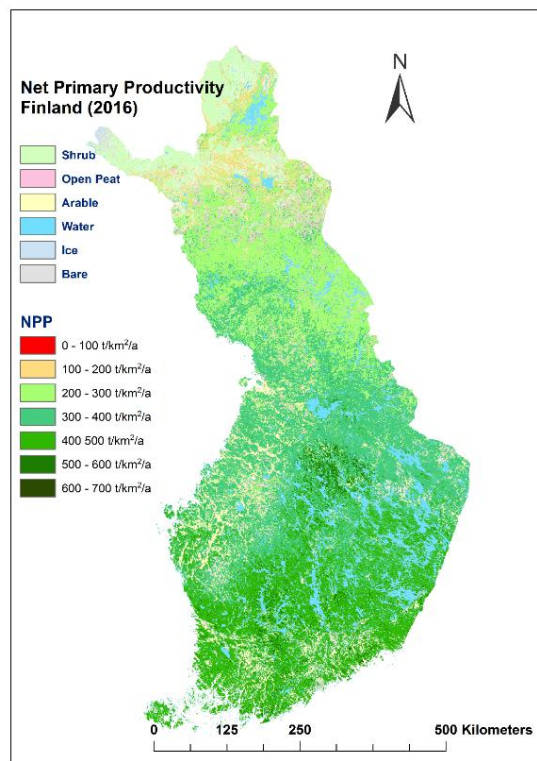 N
Net Primary Productivity
Finland (2016)
Shrub
Open Peat
Arable
Water
Ice
Bare
NPP
0 - 100 t/km²/a
100 - 200 t/km²/a
200 - 300 t/km²/a
300 - 400 t/km²/a
400 500 t/km²/a
500 - 600 t/km²/a
600 - 700 t/km²/a
0 125 250 500 Kilometers